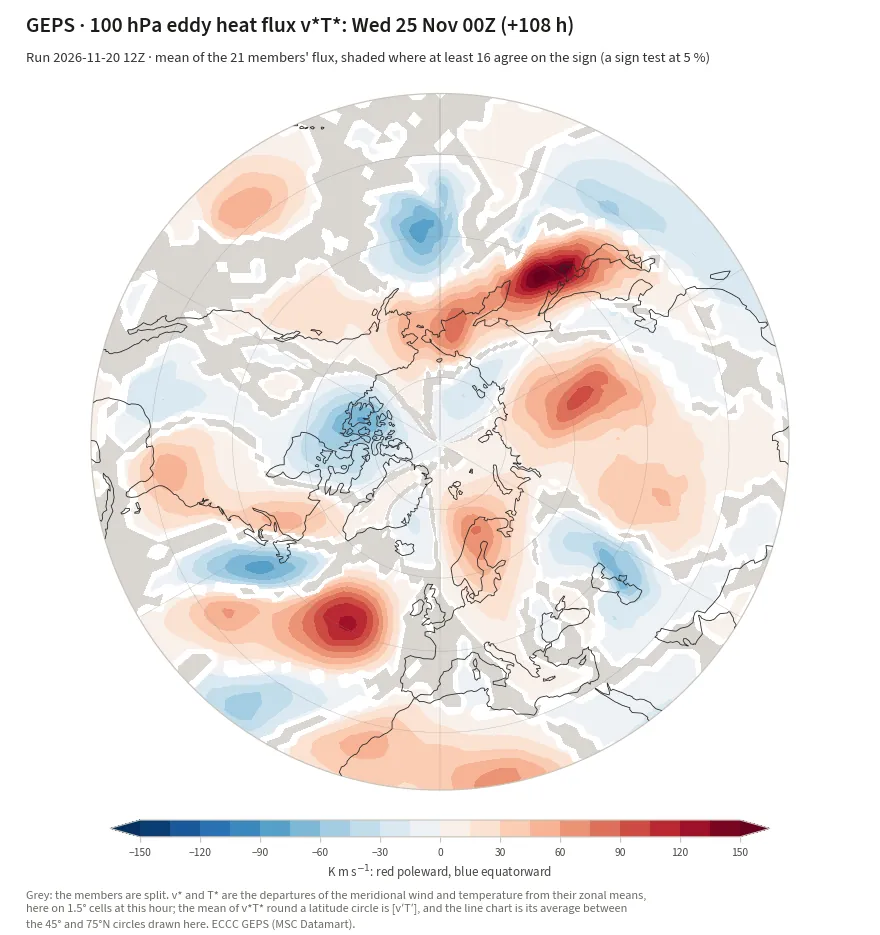 GEPS · 100 hPa eddy heat flux v*T*: Wed 25 Nov 00Z (+108 h)
Run 2026-11-20 12Z · mean of the 21 members' flux, shaded where at least 16 agree on the sign (a sign test at 5 %)
−150 −120 −90 −60 −30 0 30 60 90 120 150
K m s⁻¹: red poleward, blue equatorward
Grey: the members are split. v* and T* are the departures of the meridional wind and temperature from their zonal means,
here on 1.5° cells at this hour; the mean of v*T* round a latitude circle is [v'T'], and the line chart is its average between
the 45° and 75°N circles drawn here. ECCC GEPS (MSC Datamart).